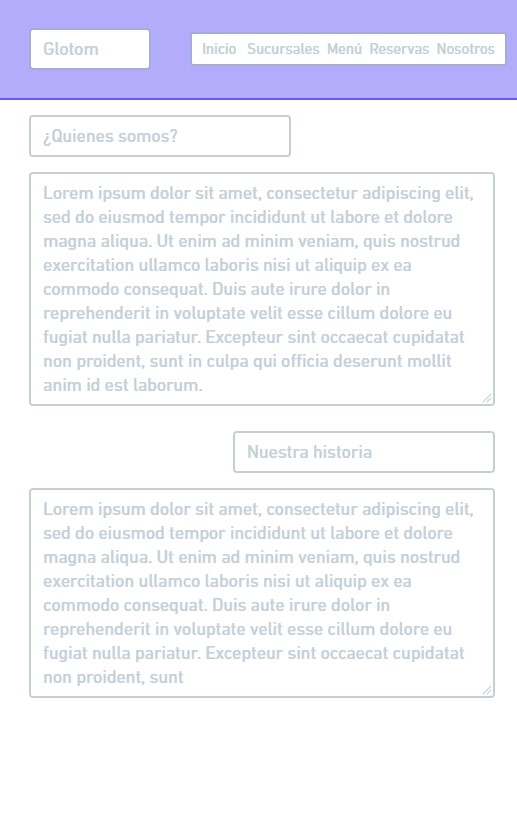 Glotom
Inicio Sucursales Menú Reservas Nosotros
¿Quienes somos?
Lorem ipsum dolor sit amet, consectetur adipiscing elit,
sed do eiusmod tempor incididunt ut labore et dolore
magna aliqua. Ut enim ad minim veniam, quis nostrud
exercitation ullamco laboris nisi ut aliquip ex ea
commodo consequat. Duis aute irure dolor in
reprehenderit in voluptate velit esse cillum dolore eu
fugiat nulla pariatur. Excepteur sint occaecat cupidatat
non proident, sunt in culpa qui officia deserunt mollit
anim id est laborum.
Nuestra historia
Lorem ipsum dolor sit amet, consectetur adipiscing elit,
sed do eiusmod tempor incididunt ut labore et dolore
magna aliqua. Ut enim ad minim veniam, quis nostrud
exercitation ullamco laboris nisi ut aliquip ex ea
commodo consequat. Duis aute irure dolor in
reprehenderit in voluptate velit esse cillum dolore eu
fugiat nulla pariatur. Excepteur sint occaecat cupidatat
non proident, sunt